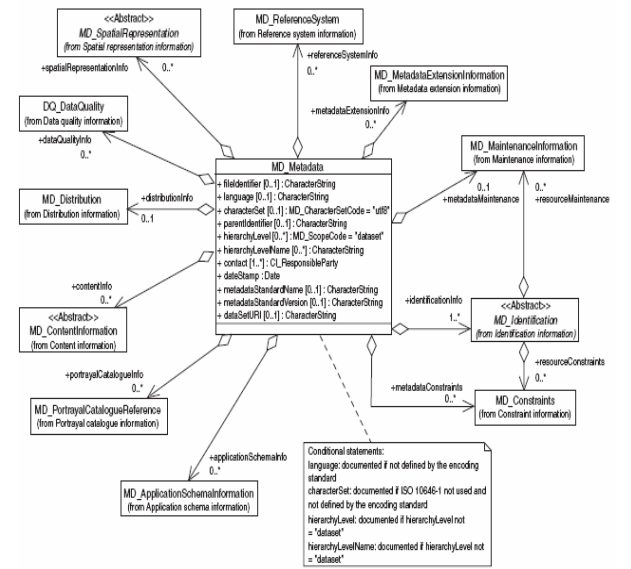 <<Abstract>>
MD_SpatialRepresentation
(from Spatial representation information)
+spatialRepresentationInfo
0..*
MD_ReferenceSystem
(from Reference system information)
+referenceSystemInfo
0..*
MD_MetadataExtensionInformation
(from Metadata extension information)
+metadataExtensionInfo
0..*
DQ_DataQuality
(from Data quality information)
+dataQualityInfo
0..*
MD_MaintenanceInformation
(from Maintenance information)
0..1
+metadataMaintenance
0..*
+resourceMaintenance
MD_Distribution
(from Distribution information)
+distributionInfo
0..1
MD_Metadata
+ fileIdentifier [0..1] : CharacterString
+ language [0..1] : CharacterString
+ characterSet [0..1] : MD_CharacterSetCode = "utf8"
+ parentIdentifier [0..1] : CharacterString
+ hierarchyLevel [0..*] : MD_ScopeCode = "dataset"
+ hierarchyLevelName [0..*] : CharacterString
+ contact [1..*] : CI_ResponsibleParty
+ dateStamp : Date
+ metadataStandardName [0..1] : CharacterString
+ metadataStandardVersion [0..1] : CharacterString
+ dataSetURI [0..1] : CharacterString
+contentInfo
0..*
<<Abstract>>
MD_ContentInformation
(from Content information)
+identificationInfo
1..*
<<Abstract>>
MD_Identification
(from Identification information)
+resourceConstraints
0..*
+portrayalCatalogueInfo
0..*
MD_PortrayalCatalogueReference
(from Portrayal catalogue information)
+metadataConstraints
0..*
MD_Constraints
(from Constraint information)
+applicationSchemaInfo
0..*
MD_ApplicationSchemaInformation
(from Application schema information)
Conditional statements:
language: documented if not defined by the encoding
standard
characterSet: documented if ISO 10646-1 not used and
not defined by the encoding standard
hierarchyLevel: documented if hierarchyLevel not
= "dataset"
hierarchyLevelName: documented if hierarchyLevel not
= "dataset"